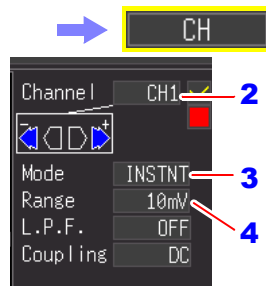 CH
Channel CH1 2
- +
Mode INSTNT 3
Range 10mV 4
L.P.F. OFF
Coupling DC